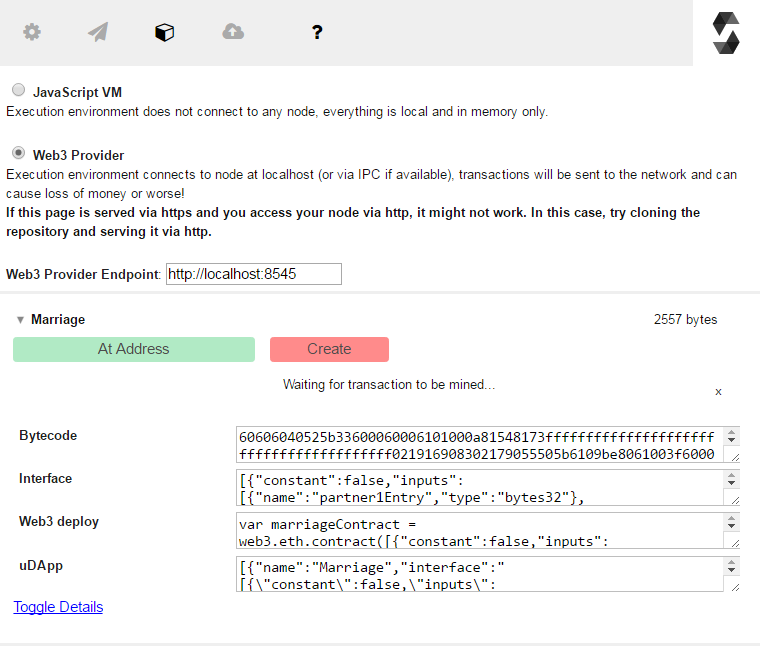 ?
JavaScript VM
Execution environment does not connect to any node, everything is local and in memory only.
Web3 Provider
Execution environment connects to node at localhost (or via IPC if available), transactions will be sent to the network and can
cause loss of money or worse!
If this page is served via https and you access your node via http, it might not work. In this case, try cloning the
repository and serving it via http.
Web3 Provider Endpoint: http://localhost:8545
Marriage 2557 bytes
At Address Create
Waiting for transaction to be mined...
x
Bytecode
60606040525b33600060006101000a81548173fffffffffffffffffffff
fffffffffffffffffff021916908302179055505b6109be8061003f6000
Interface
[{"constant":false,"inputs":
[{"name":"partner1Entry","type":"bytes32"},
Web3 deploy
var marriageContract =
web3.eth.contract([{"constant":false,"inputs":
uDApp
[{"name":"Marriage","interface":"
[{\"constant\":false,\"inputs\":
Toggle Details